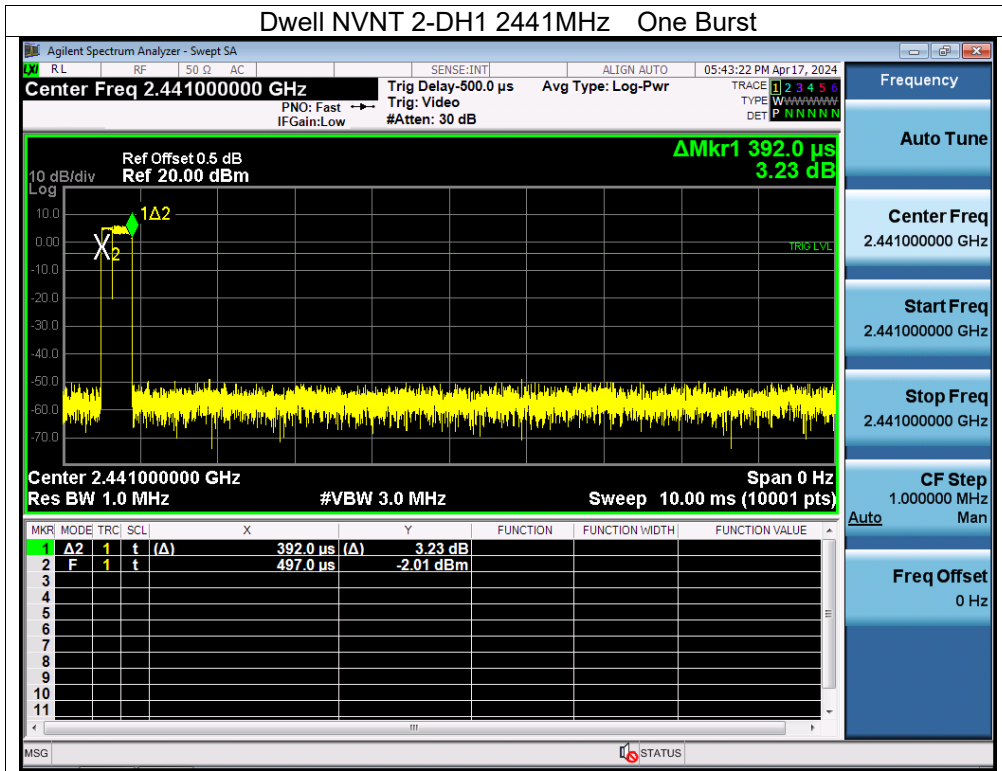 Dwell NVNT 2-DH1 2441MHz One Burst
Agilent Spectrum Analyzer - Swept SA
LXI RL RF 50 Ω AC SENSE:INT ALIGN AUTO 05:43:22 PM Apr 17, 2024
Center Freq 2.441000000 GHz
PNO: Fast
IFGain:Low
Trig Delay-500.0 µs
Trig: Video
#Atten: 30 dB
Avg Type: Log-Pwr
TRACE 1 2 3 4 5 6
TYPE WWWWWW
DET P N N N N N
Frequency
Auto Tune
Center Freq
2.441000000 GHz
Start Freq
2.441000000 GHz
Stop Freq
2.441000000 GHz
CF Step
1.000000 MHz
Auto Man
Freq Offset
0 Hz
ΔMkr1 392.0 µs
3.23 dB
Ref Offset 0.5 dB
10 dB/div Ref 20.00 dBm
Log
10.0
0.00
-10.0
-20.0
-30.0
-40.0
-50.0
-60.0
-70.0
1Δ2
X2
TRIG LVL
Center 2.441000000 GHz Span 0 Hz
Res BW 1.0 MHz #VBW 3.0 MHz Sweep 10.00 ms (10001 pts)
MKR MODE TRC SCL X Y FUNCTION FUNCTION WIDTH FUNCTION VALUE
1 Δ2 1 t (Δ) 392.0 µs (Δ) 3.23 dB
2 F 1 t 497.0 µs -2.01 dBm
3
4
5
6
7
8
9
10
11
MSG STATUS